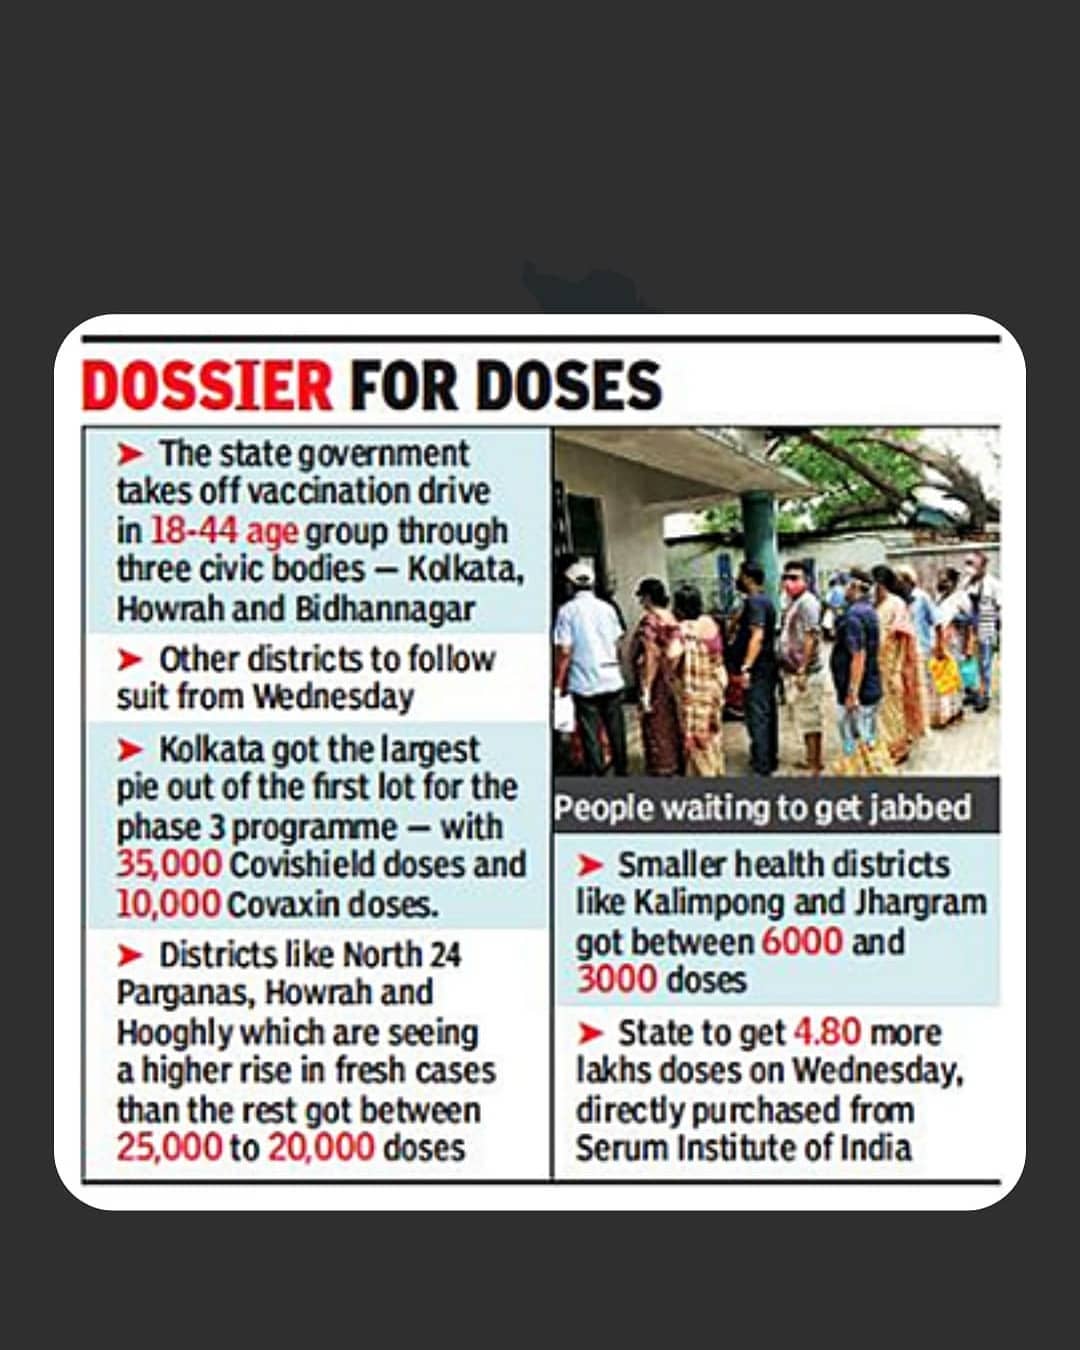 DOSSIER FOR DOSES
➤ The state government
takes off vaccination drive
in 18-44 age group through
three civic bodies – Kolkata,
Howrah and Bidhannagar
➤ Other districts to follow
suit from Wednesday
➤ Kolkata got the largest
pie out of the first lot for the
phase 3 programme – with
35,000 Covishield doses and
10,000 Covaxin doses.
➤ Districts like North 24
Parganas, Howrah and
Hooghly which are seeing
a higher rise in fresh cases
than the rest got between
25,000 to 20,000 doses
People waiting to get jabbed
➤ Smaller health districts
like Kalimpong and Jhargram
got between 6000 and
3000 doses
➤ State to get 4.80 more
lakhs doses on Wednesday,
directly purchased from
Serum Institute of India